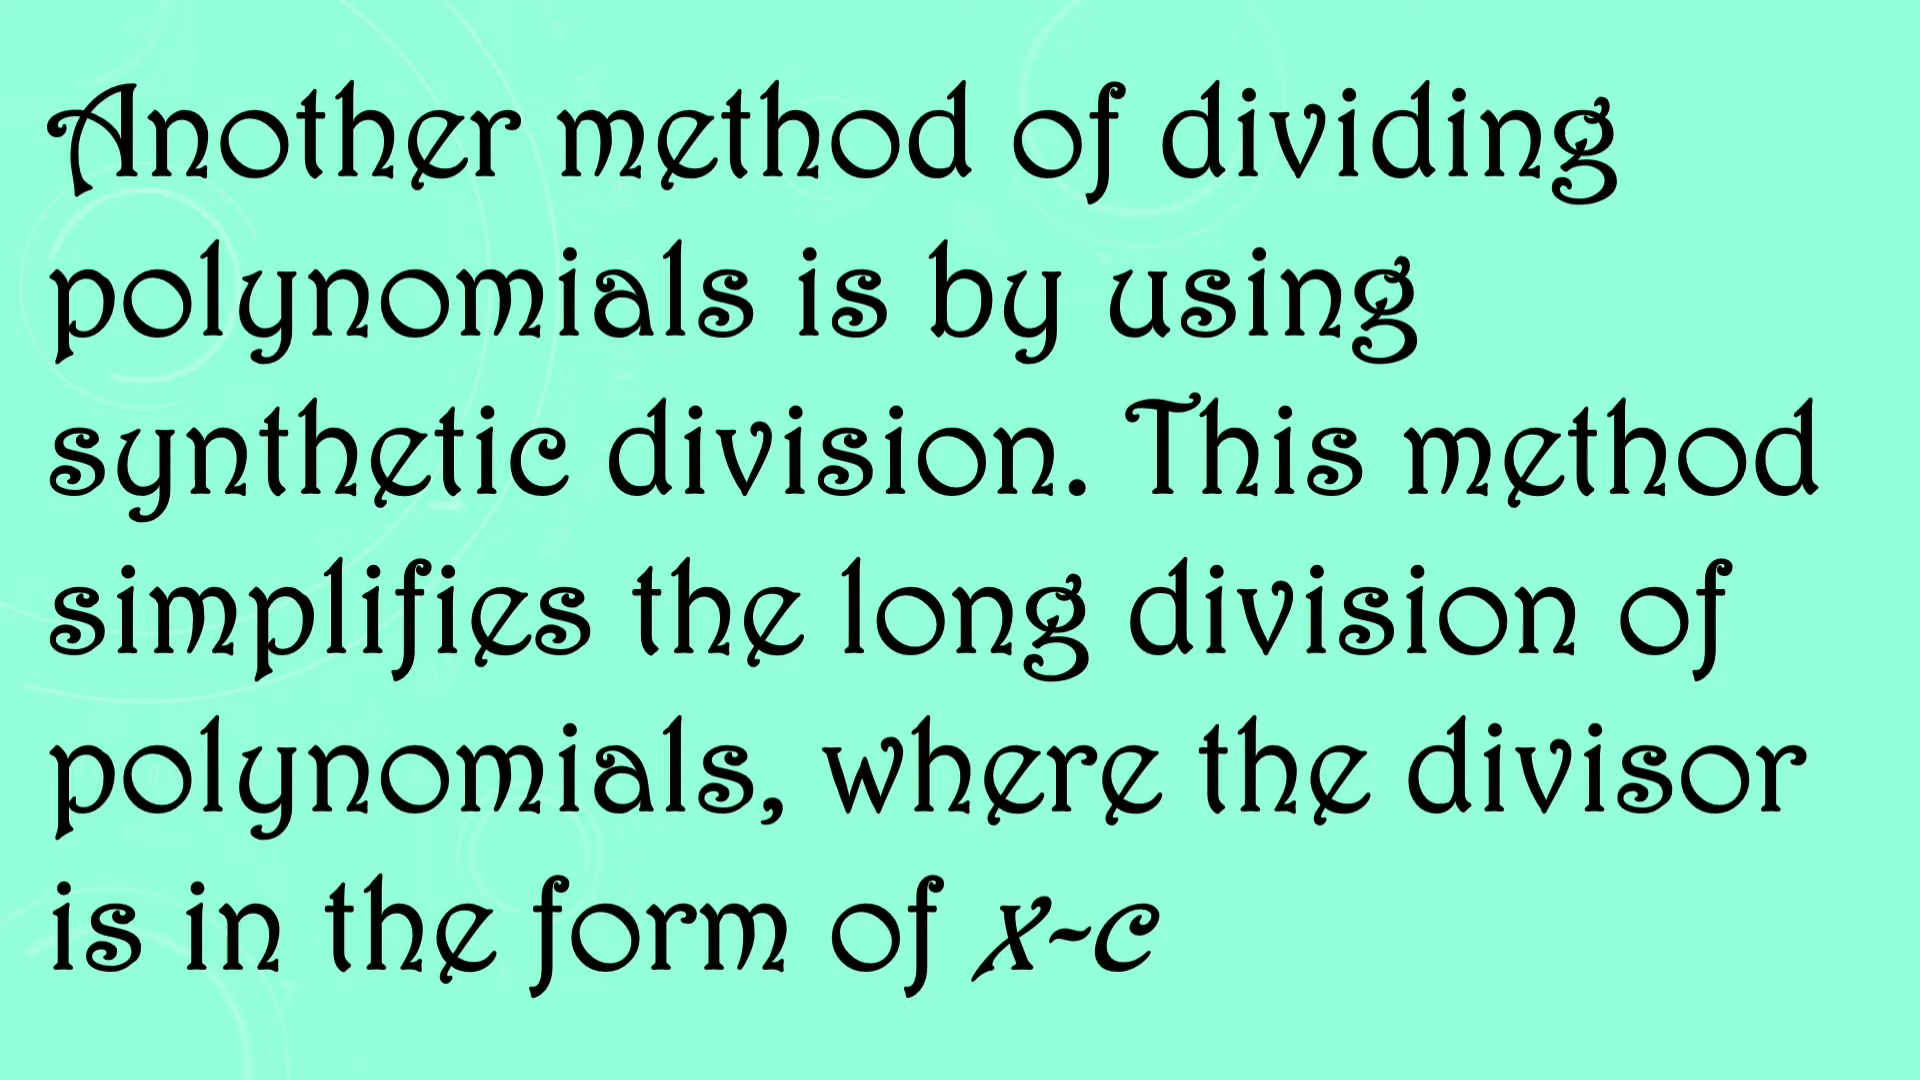 Another method of dividing
polynomials is by using
synthetic division. This method
simplifies the long division of
polynomials, where the divisor
is in the form of x-c